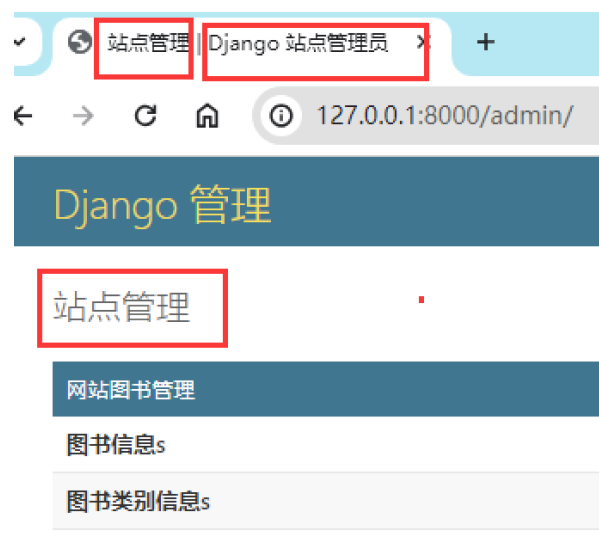 站点管理 | Django 站点管理员
127.0.0.1:8000/admin/
Django 管理
站点管理
网站图书管理
图书信息s
图书类别信息s